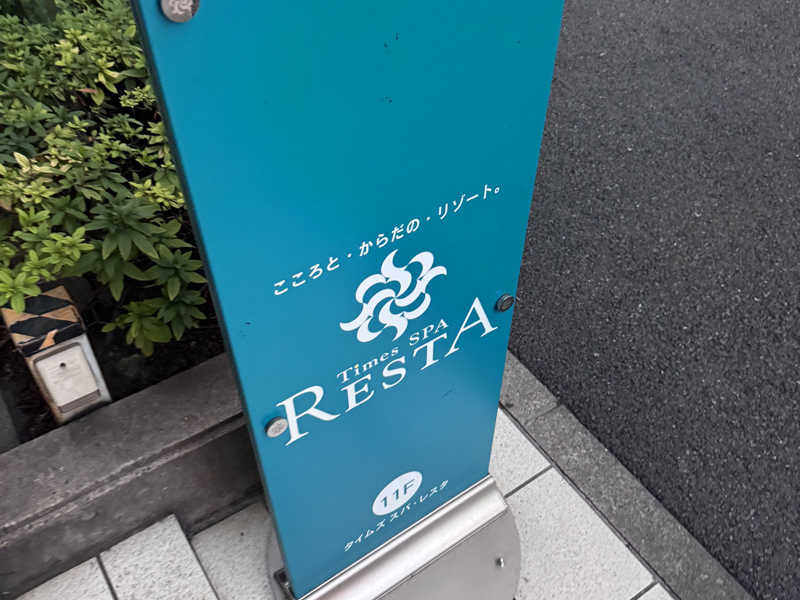 こころと・からだの・リゾート。
Times SPA
RESTA
11F
タイムズ スパ・レスタ